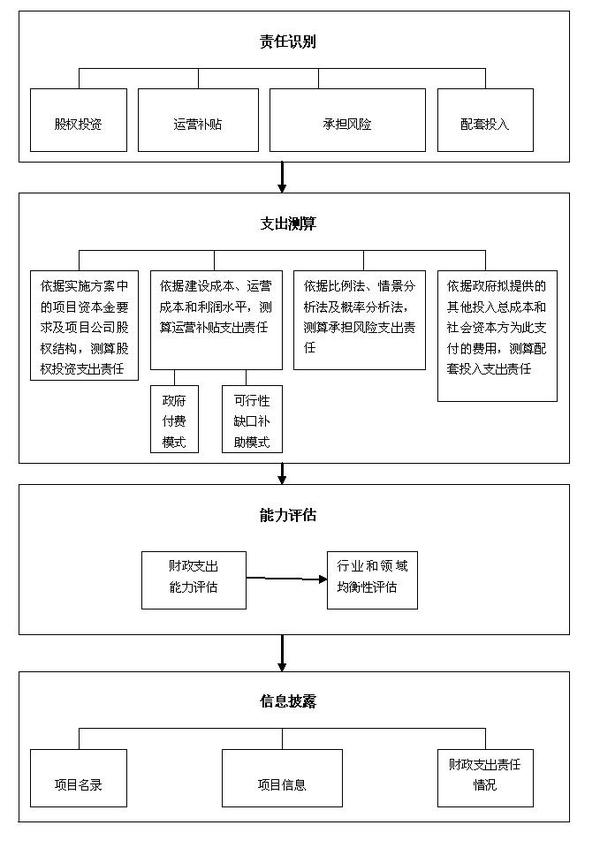 责任识别
股权投资
运营补贴
承担风险
配套投入
支出测算
依据实施方案中
的项目资本金要
求及项目公司股
权结构，测算股
权投资支出责任
依据建设成本、运营
成本和利润水平，测
算运营补贴支出责任
依据比例法、情景分
析法及概率分析法，
测算承担风险支出责
任
依据政府拟提供的
其他投入总成本和
社会资本方为此支
付的费用，测算配
套投入支出责任
政府
付费
模式
可行性
缺口补
助模式
能力评估
财政支出
能力评估
行业和领域
均衡性评估
信息披露
项目名录
项目信息
财政支出责任
情况